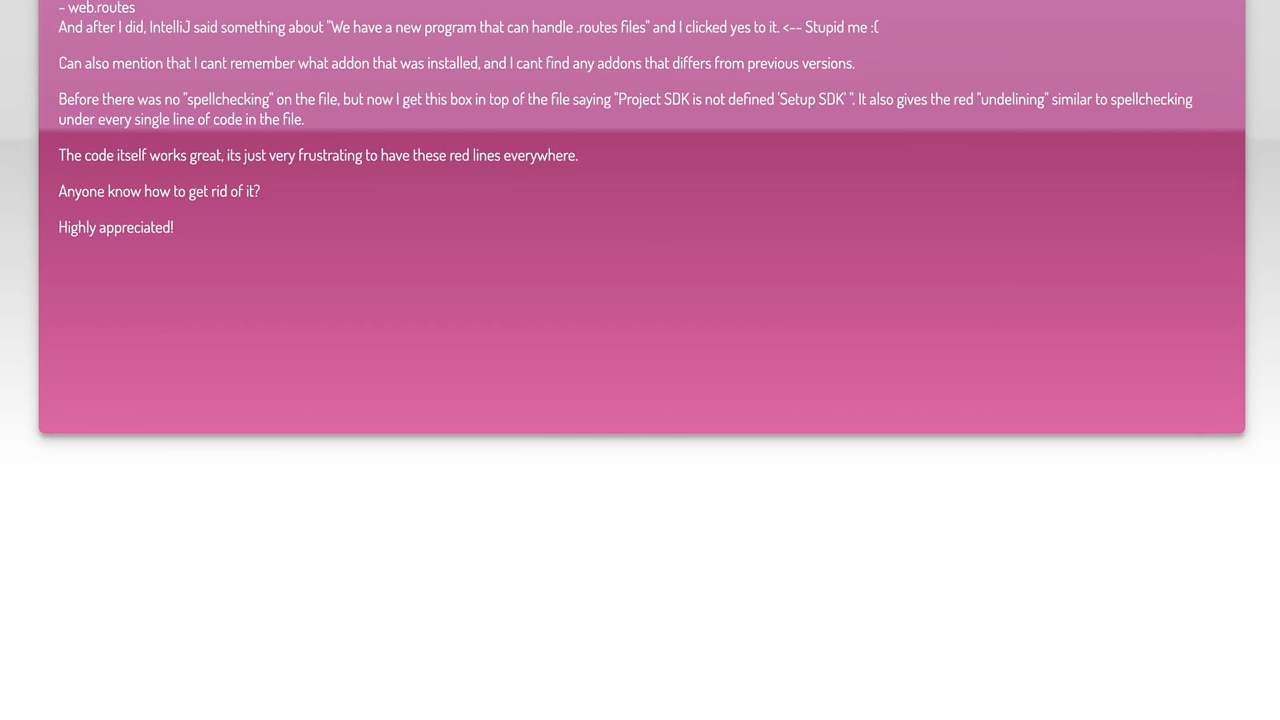 - web.routes
And after I did, IntelliJ said something about "We have a new program that can handle .routes files" and I clicked yes to it. <-- Stupid me :(
Can also mention that I cant remember what addon that was installed, and I cant find any addons that differs from previous versions.
Before there was no "spellchecking" on the file, but now I get this box in top of the file saying "Project SDK is not defined 'Setup SDK' ". It also gives the red "undelining" similar to spellchecking
under every single line of code in the file.
The code itself works great, its just very frustrating to have these red lines everywhere.
Anyone know how to get rid of it?
Highly appreciated!